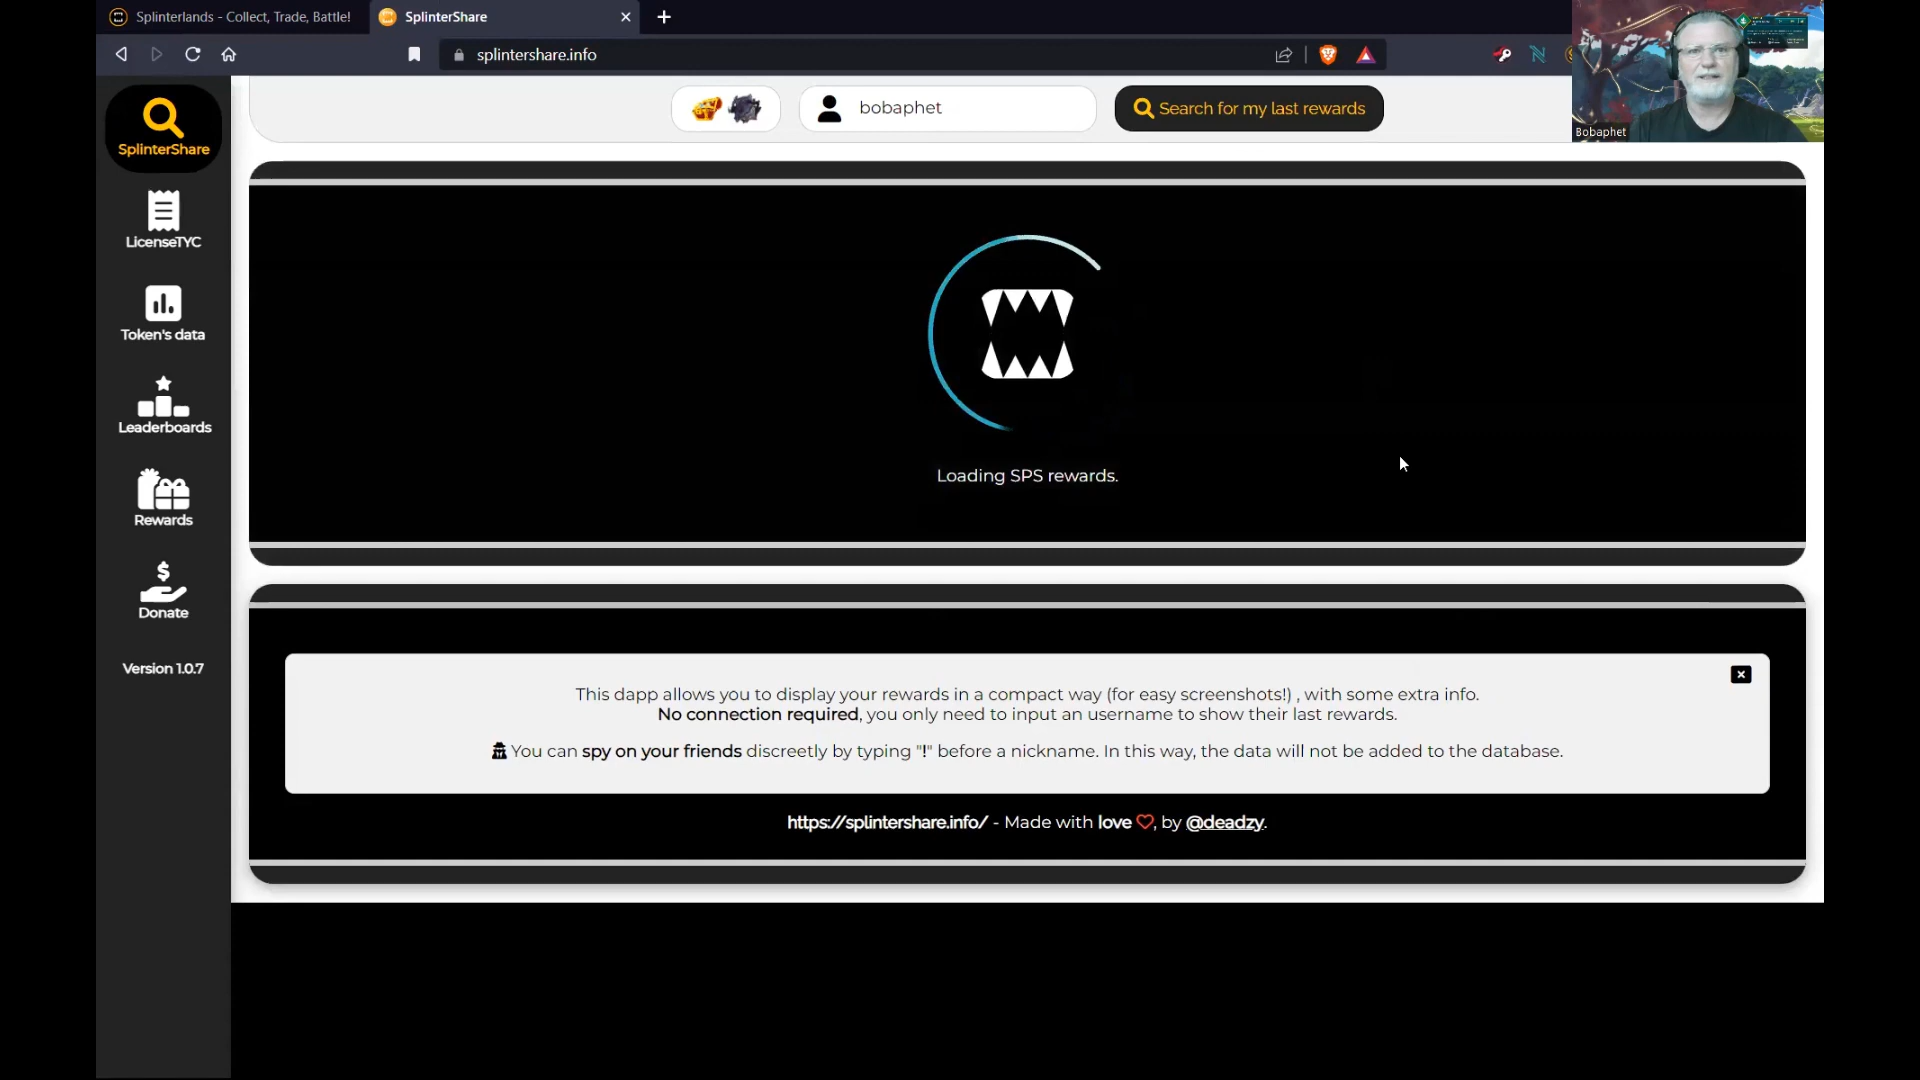 Splinterlands - Collect, Trade, Battle!
SplinterShare
splintershare.info
bobaphet
Search for my last rewards
Bobaphet
SplinterShare
LicenseTYC
Token's data
Leaderboards
Rewards
Donate
Version 1.0.7
Loading SPS rewards.
This dapp allows you to display your rewards in a compact way (for easy screenshots!) , with some extra info.
No connection required, you only need to input an username to show their last rewards.
You can spy on your friends discreetly by typing "!" before a nickname. In this way, the data will not be added to the database.
https://splintershare.info/ - Made with love ♡, by @deadzy.